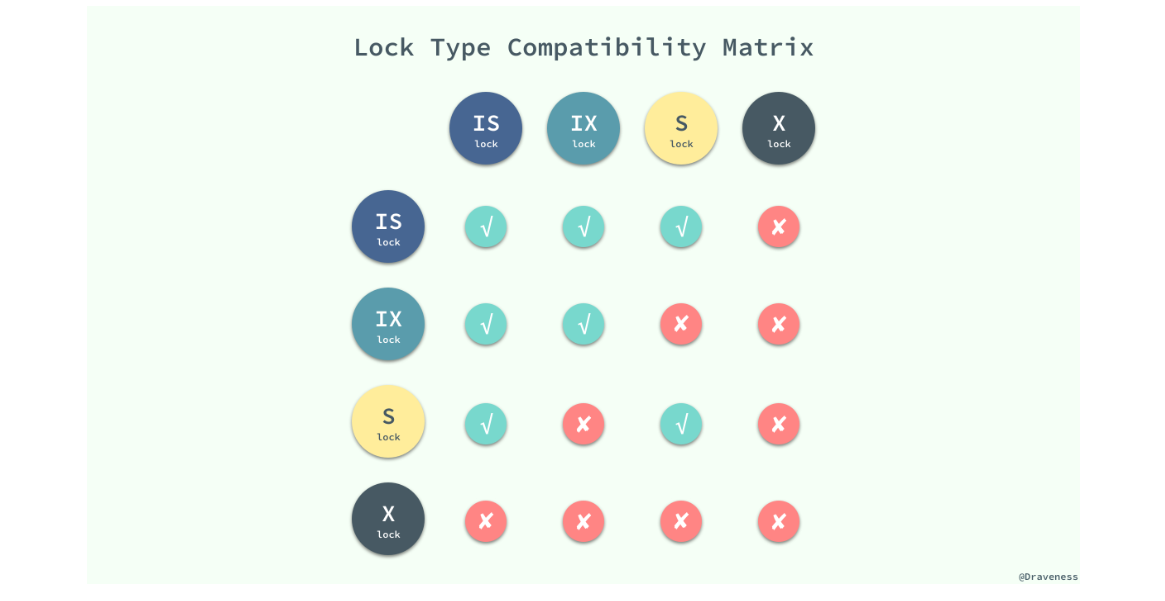 Lock Type Compatibility Matrix
IS IX S X
lock lock lock lock
IS
lock
√ √ √ ✘
IX
lock
√ √ ✘ ✘
S
lock
√ ✘ √ ✘
X
lock
✘ ✘ ✘ ✘
@Draveness